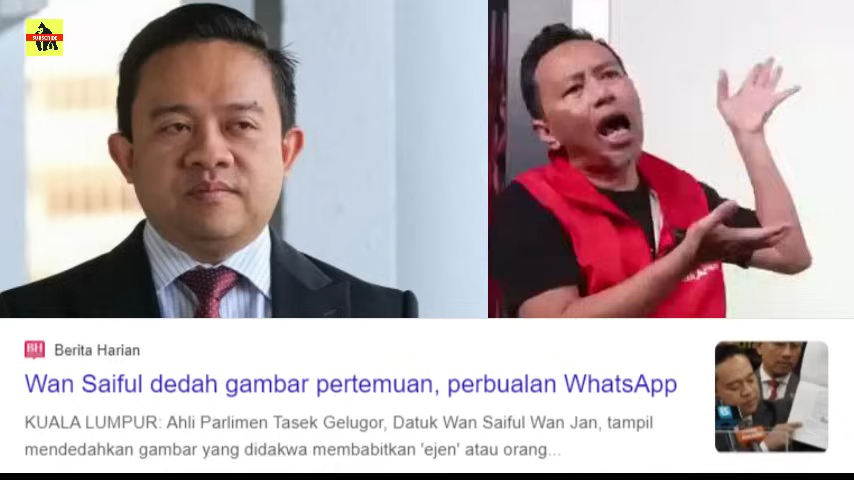 SUBSCRIBE
BH Berita Harian
Wan Saiful dedah gambar pertemuan, perbualan WhatsApp
KUALA LUMPUR: Ahli Parlimen Tasek Gelugor, Datuk Wan Saiful Wan Jan, tampil
mendedahkan gambar yang didakwa membabitkan 'ejen' atau orang...